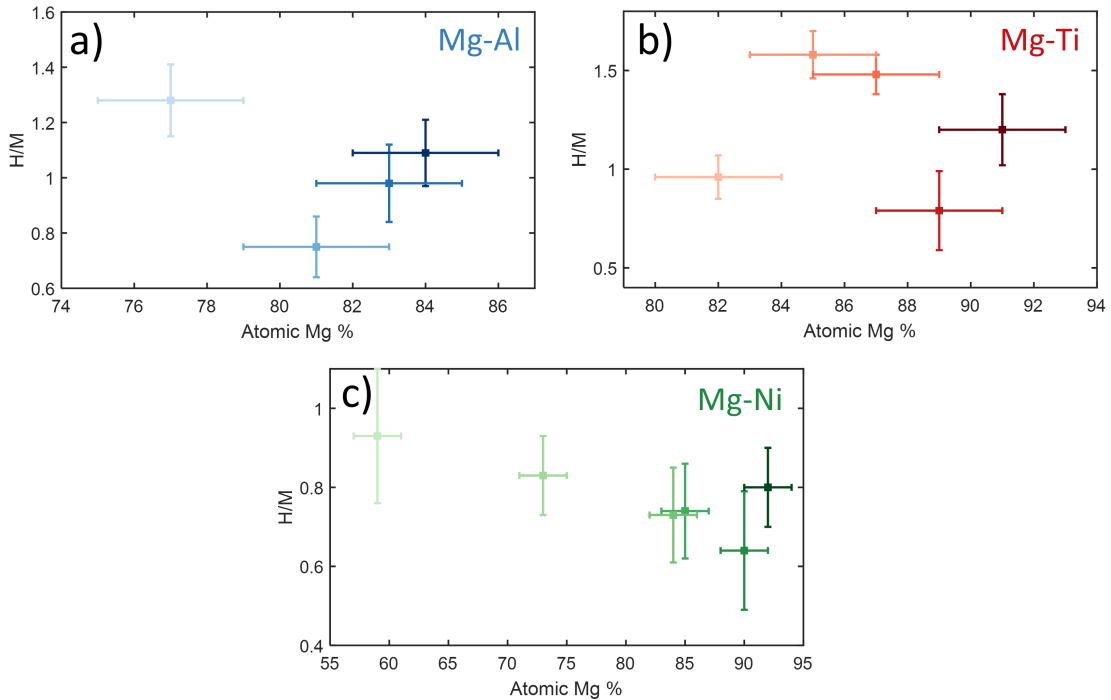 a)
Mg-Al
H/M
1.6
1.4
1.2
1
0.8
0.6
74 76 78 80 82 84 86
Atomic Mg %
b)
Mg-Ti
H/M
1.5
1
0.5
80 82 84 86 88 90 92 94
Atomic Mg %
c)
Mg-Ni
H/M
1
0.8
0.6
0.4
55 60 65 70 75 80 85 90 95
Atomic Mg %